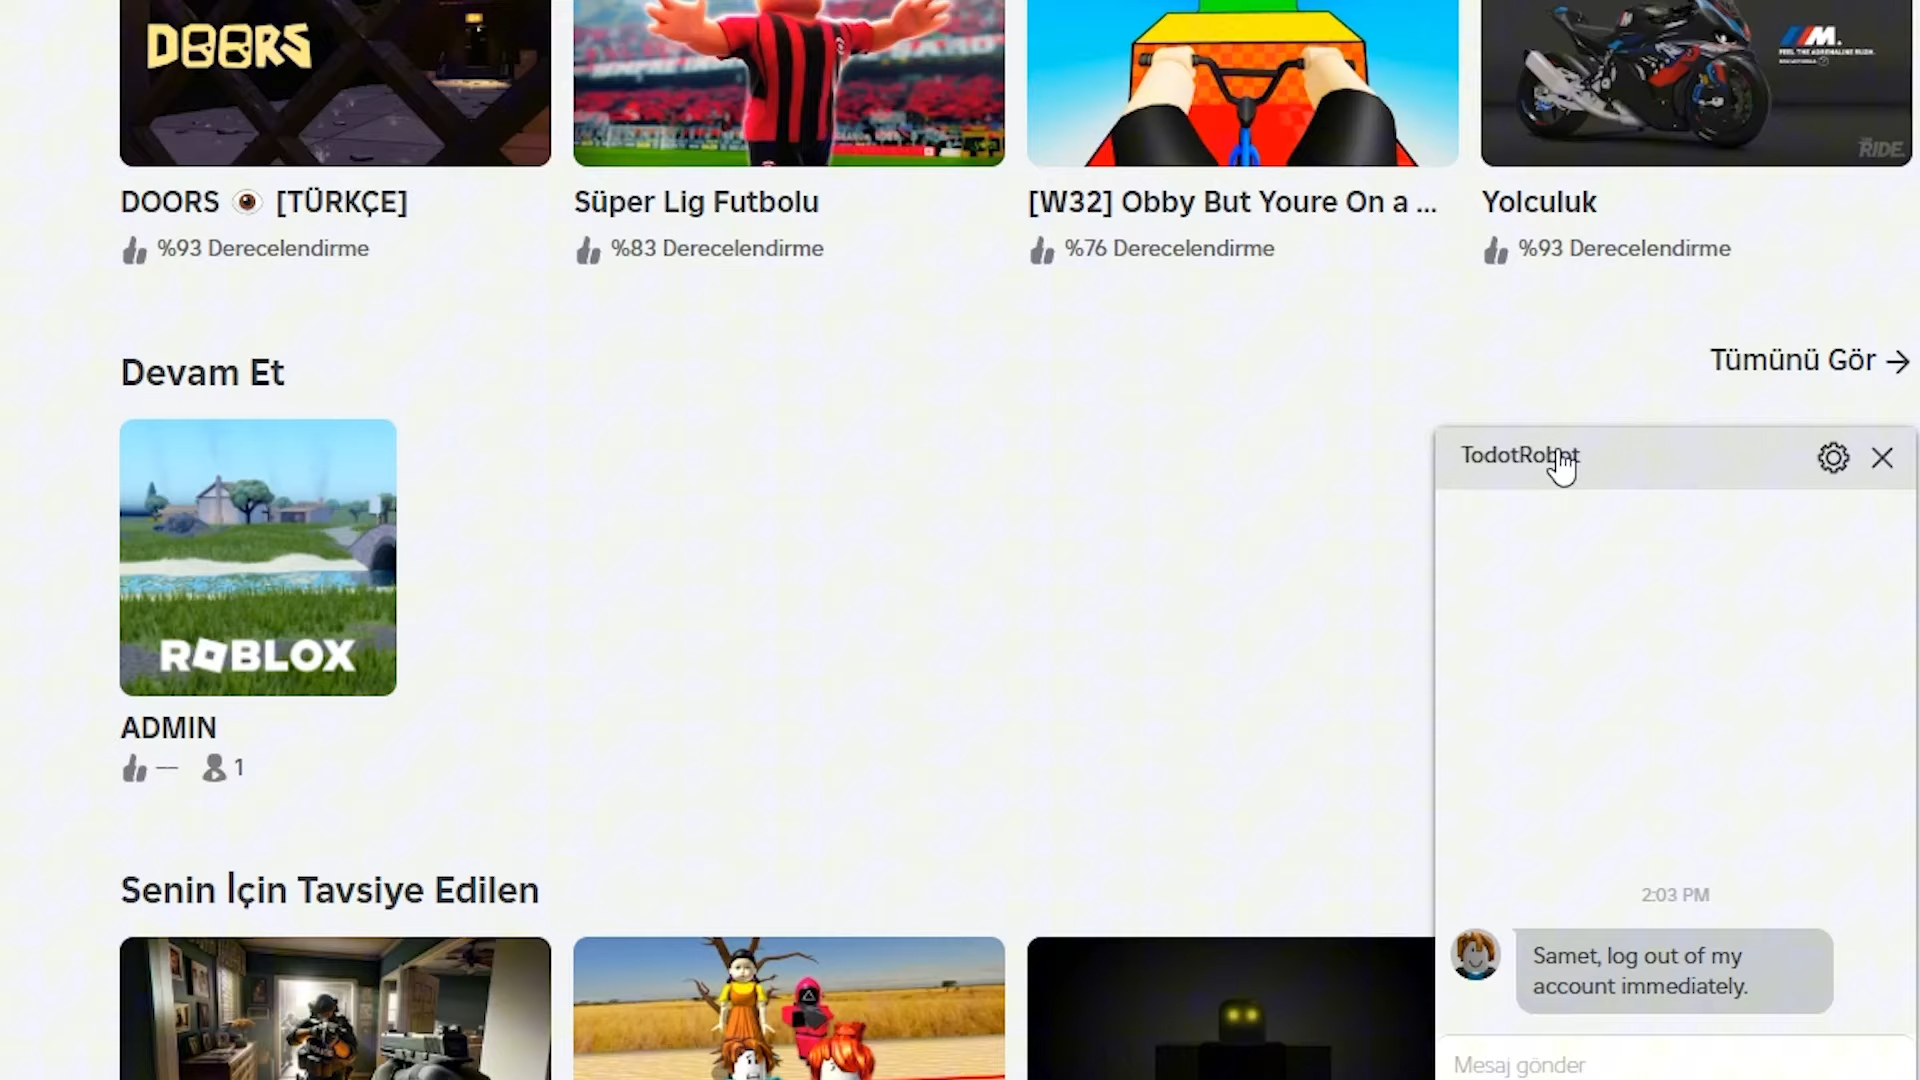 DOORS
M.
RIDE
DOORS 👁 [TÜRKÇE]
Süper Lig Futbolu
[W32] Obby But Youre On a ...
Yolculuk
%93 Derecelendirme
%83 Derecelendirme
%76 Derecelendirme
%93 Derecelendirme
Devam Et
Tümünü Gör →
ROBLOX
ADMIN
— 1
TodotRobot
2:03 PM
Samet, log out of my
account immediately.
Mesaj gönder
Senin İçin Tavsiye Edilen